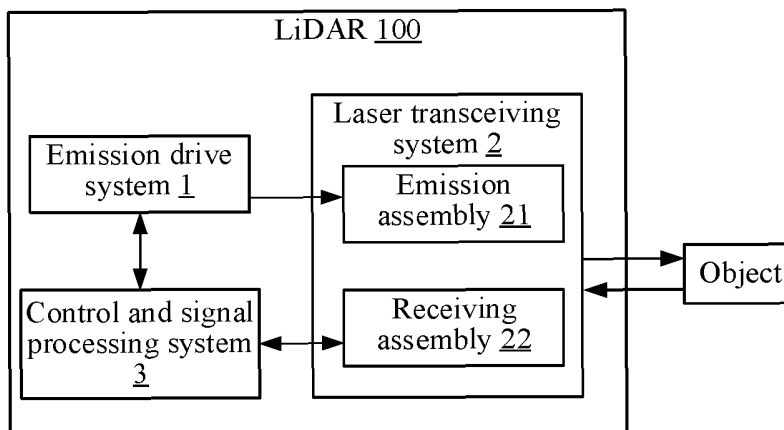 LiDAR 100
Laser transceiving
system 2
Emission drive
system 1
Emission
assembly 21
Object
Control and signal
processing system
3
Receiving
assembly 22